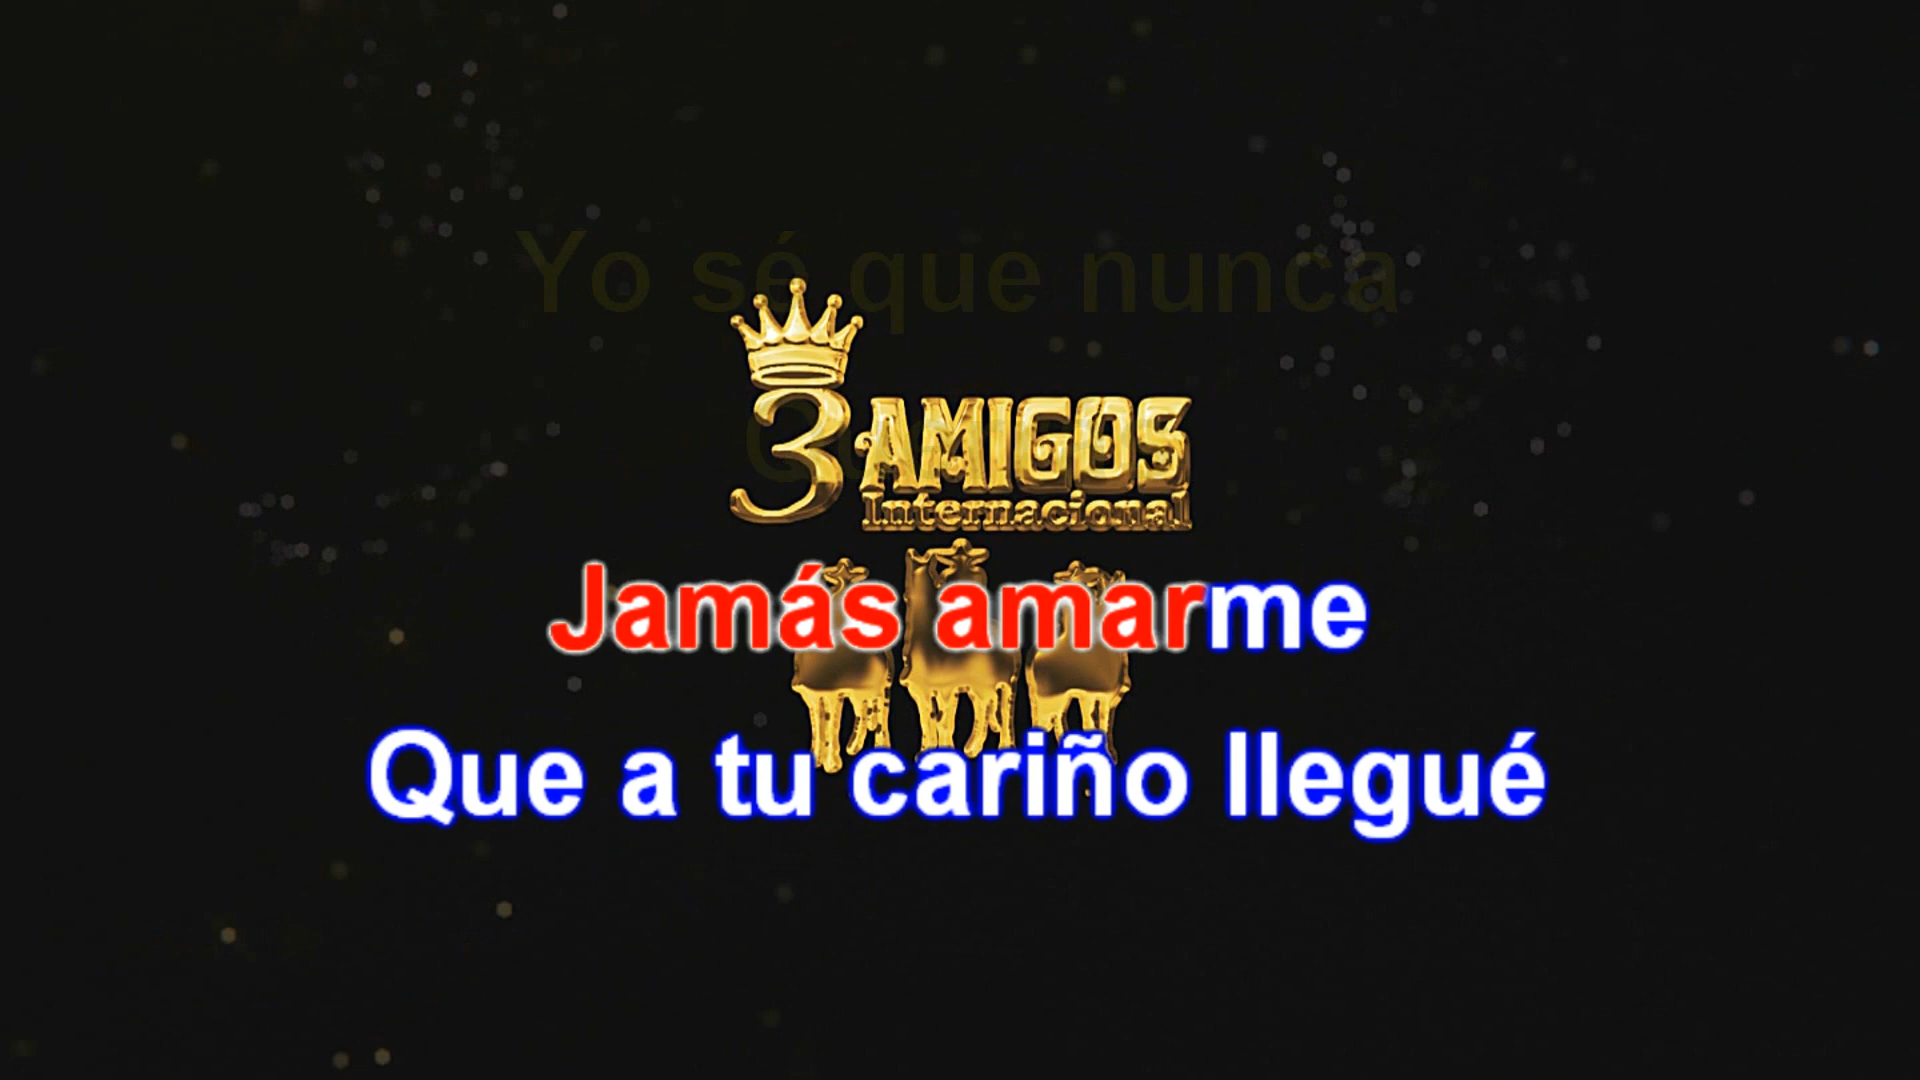 Yo sé que nunca
3 AMIGOS
Internacional
Jamás amarme
Que a tu cariño llegué